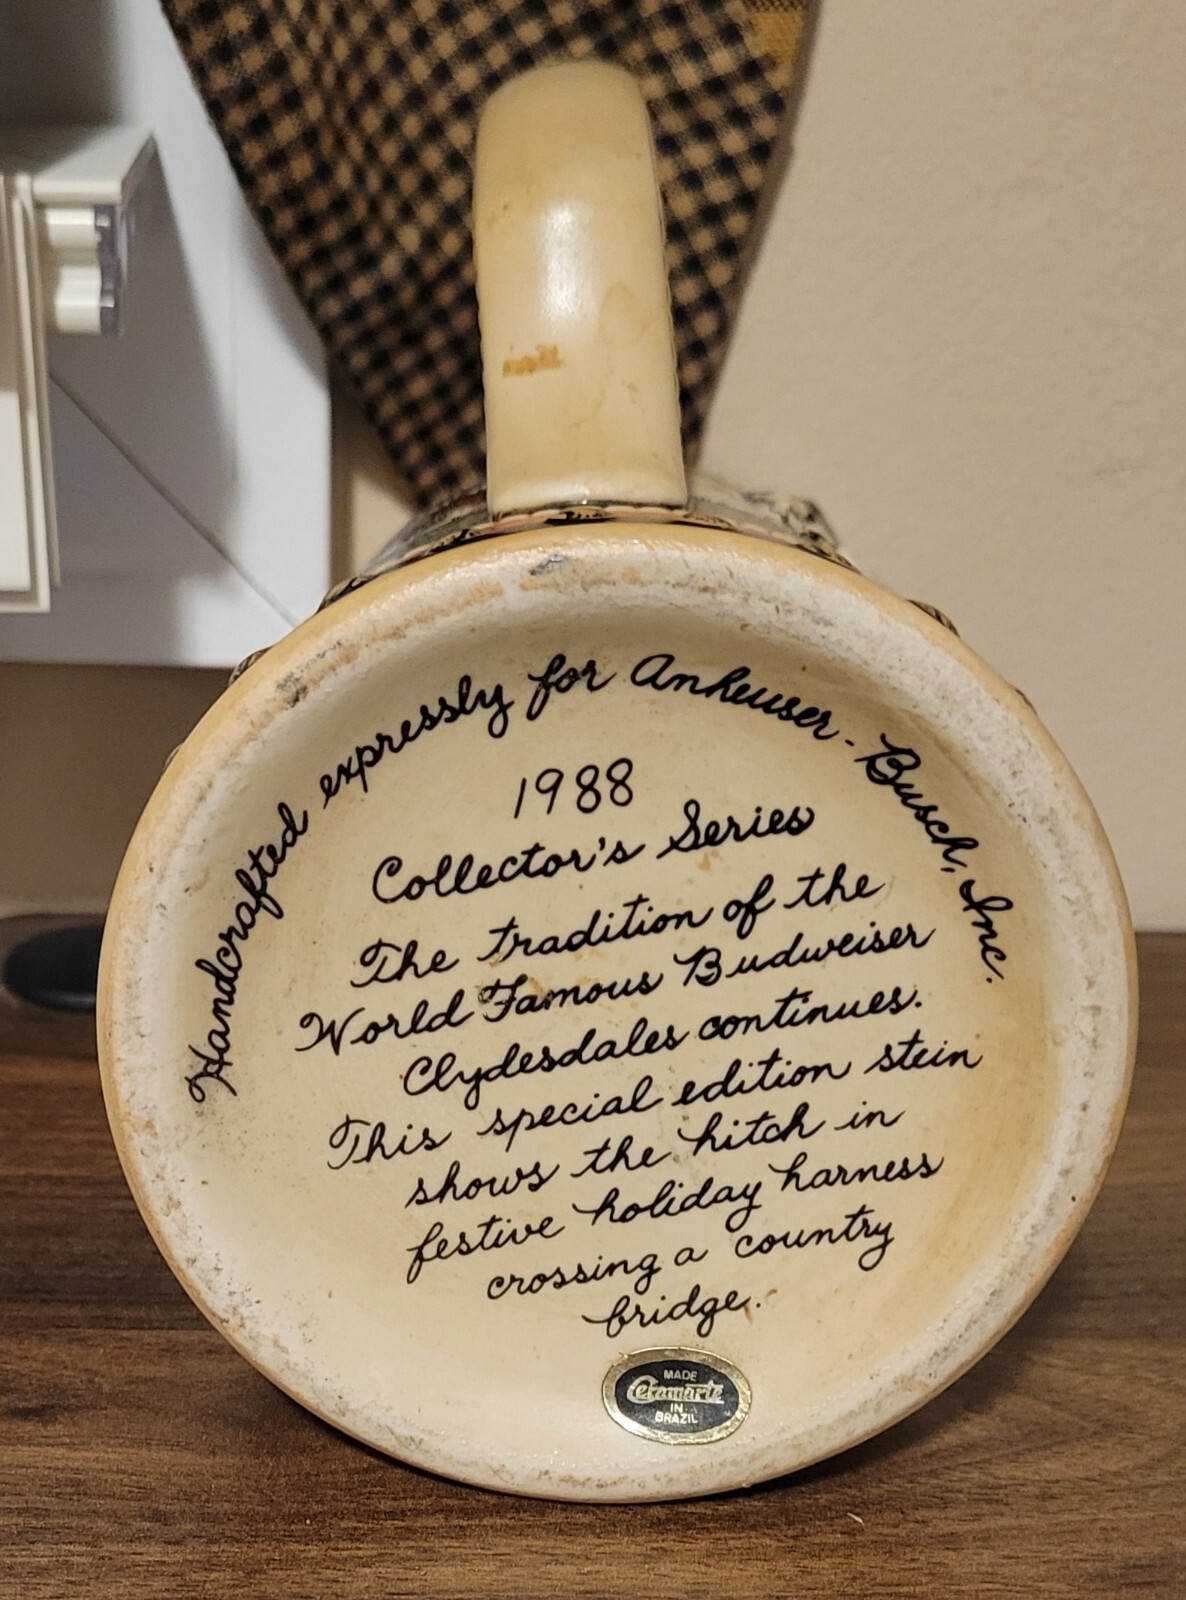 Handcrafted expressly for Anheuser-Busch, Inc.
1988
Collector's Series
The tradition of the
World Famous Budweiser
Clydesdales continues.
This special edition stein
shows the hitch in
festive holiday harness
crossing a country
bridge.
MADE
Ceramarte
IN
BRAZIL